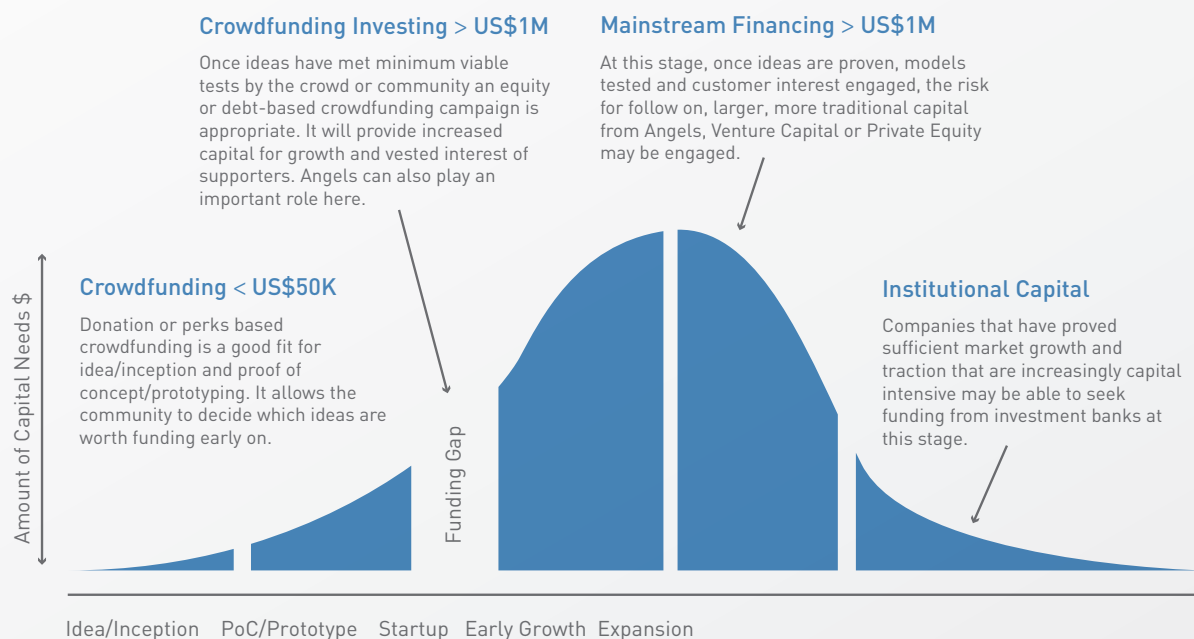 Crowdfunding Investing > US$1M
Once ideas have met minimum viable
tests by the crowd or community an equity
or debt-based crowdfunding campaign is
appropriate. It will provide increased
capital for growth and vested interest of
supporters. Angels can also play an
important role here.
Mainstream Financing > US$1M
At this stage, once ideas are proven, models
tested and customer interest engaged, the risk
for follow on, larger, more traditional capital
from Angels, Venture Capital or Private Equity
may be engaged.
Crowdfunding < US$50K
Donation or perks based
crowdfunding is a good fit for
idea/inception and proof of
concept/prototyping. It allows the
community to decide which ideas are
worth funding early on.
Institutional Capital
Companies that have proved
sufficient market growth and
traction that are increasingly capital
intensive may be able to seek
funding from investment banks at
this stage.
Amount of Capital Needs $
Funding Gap
Idea/Inception PoC/Prototype Startup Early Growth Expansion